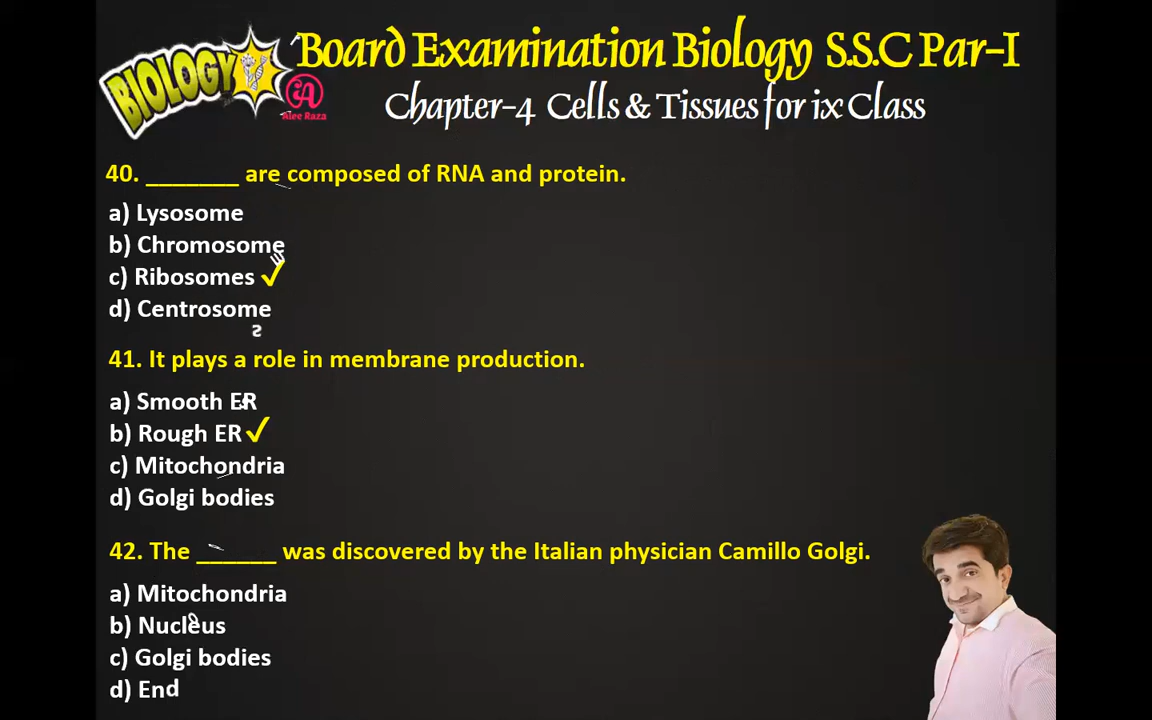 BIOLOGY
Board Examination Biology S.S.C Par-I
Alee Raza
Chapter-4 Cells & Tissues for ix Class
40. _______ are composed of RNA and protein.
a) Lysosome
b) Chromosome
c) Ribosomes ✓
d) Centrosome
41. It plays a role in membrane production.
a) Smooth ER
b) Rough ER ✓
c) Mitochondria
d) Golgi bodies
42. The ______ was discovered by the Italian physician Camillo Golgi.
a) Mitochondria
b) Nucleus
c) Golgi bodies
d) End